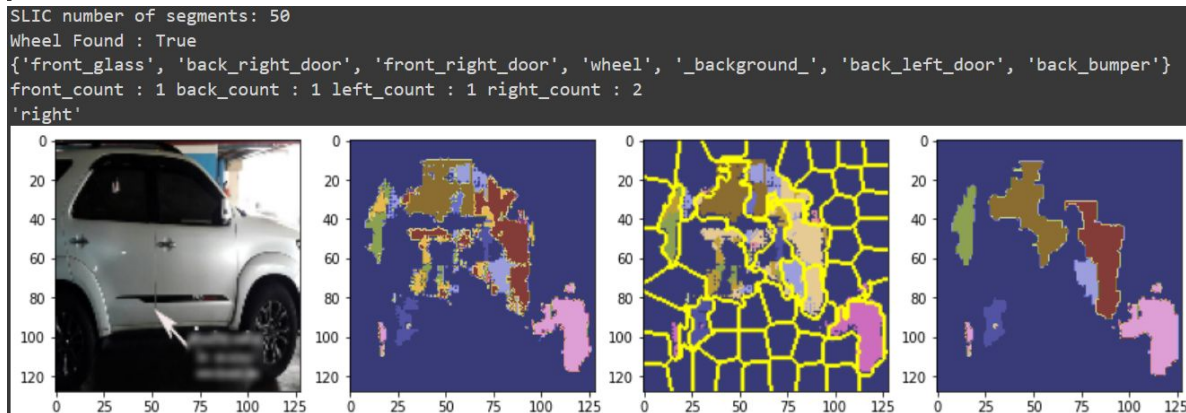 SLIC number of segments: 50
Wheel Found : True
{'front_glass', 'back_right_door', 'front_right_door', 'wheel', '_background_', 'back_left_door', 'back_bumper'}
front_count : 1 back_count : 1 left_count : 1 right_count : 2
'right'
0 20 40 60 80 100 120
0 25 50 75 100 125
0 20 40 60 80 100 120
0 25 50 75 100 125
0 20 40 60 80 100 120
0 25 50 75 100 125
0 20 40 60 80 100 120
0 25 50 75 100 125